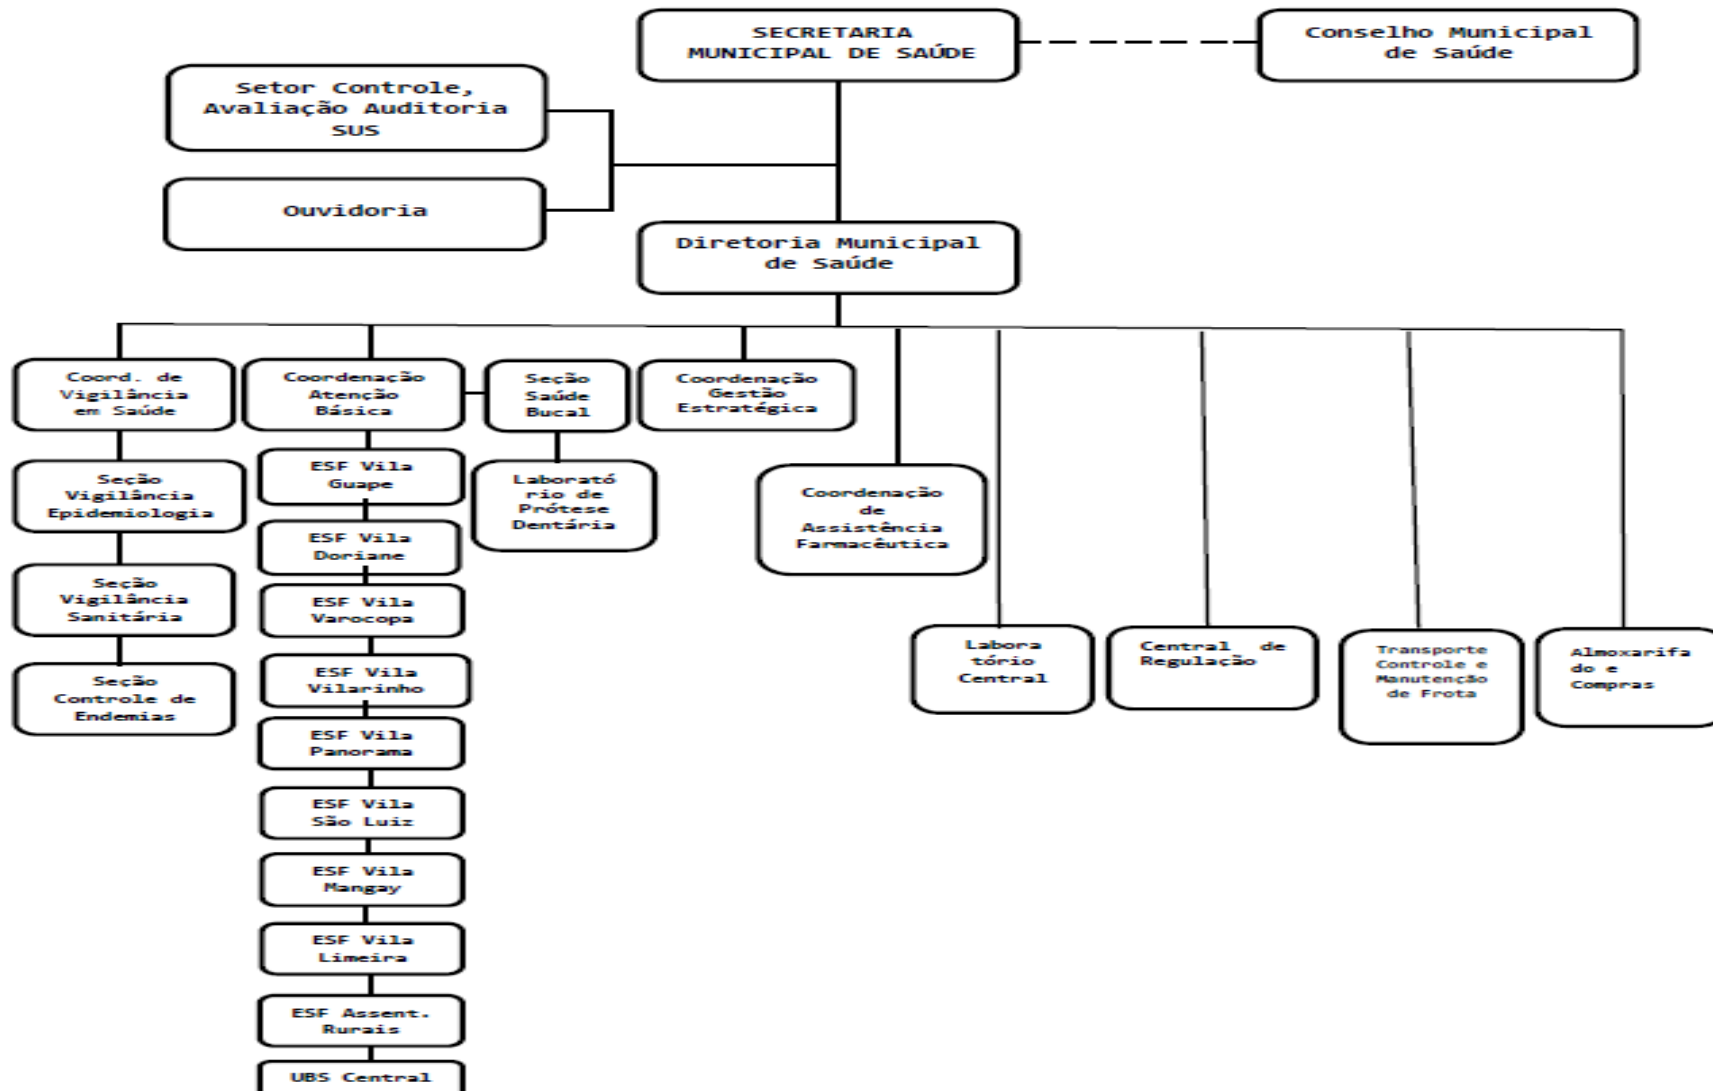 SECRETARIA
MUNICIPAL DE SAÚDE
Conselho Municipal
de Saúde
Setor Controle,
Avaliação Auditoria
SUS
Ouvidoria
Diretoria Municipal
de Saúde
Coord. de
Vigilância
em Saúde
Coordenação
Atenção
Básica
Seção
Saúde
Bucal
Coordenação
Gestão
Estratégica
Seção
Vigilância
Epidemiologia
Seção
Vigilância
Sanitária
Seção
Controle de
Endemias
ESF Vila
Guape
ESF Vila
Doriane
ESF Vila
Varocopa
ESF Vila
Vilarinho
ESF Vila
Panorama
ESF Vila
São Luiz
ESF Vila
Mangay
ESF Vila
Limeira
ESF Assent.
Rurais
UBS Central
Laborató
rio de
Prótese
Dentária
Coordenação
de
Assistência
Farmacêutica
Labora
tório
Central
Central de
Regulação
Transporte
Controle e
Manutenção
de Frota
Almoxarifa
do e
Compras